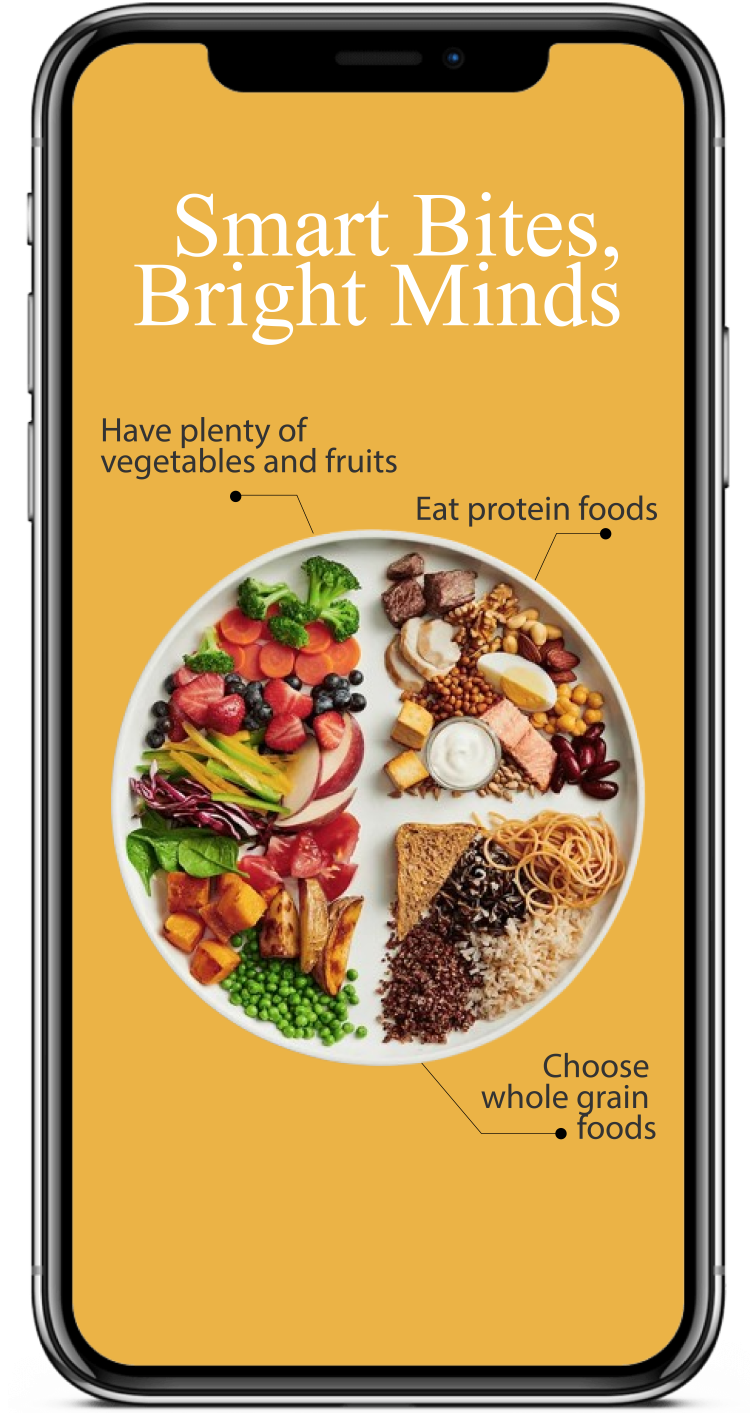 Smart Bites,
Bright Minds
Have plenty of
vegetables and fruits
Eat protein foods
Choose
whole grain
foods